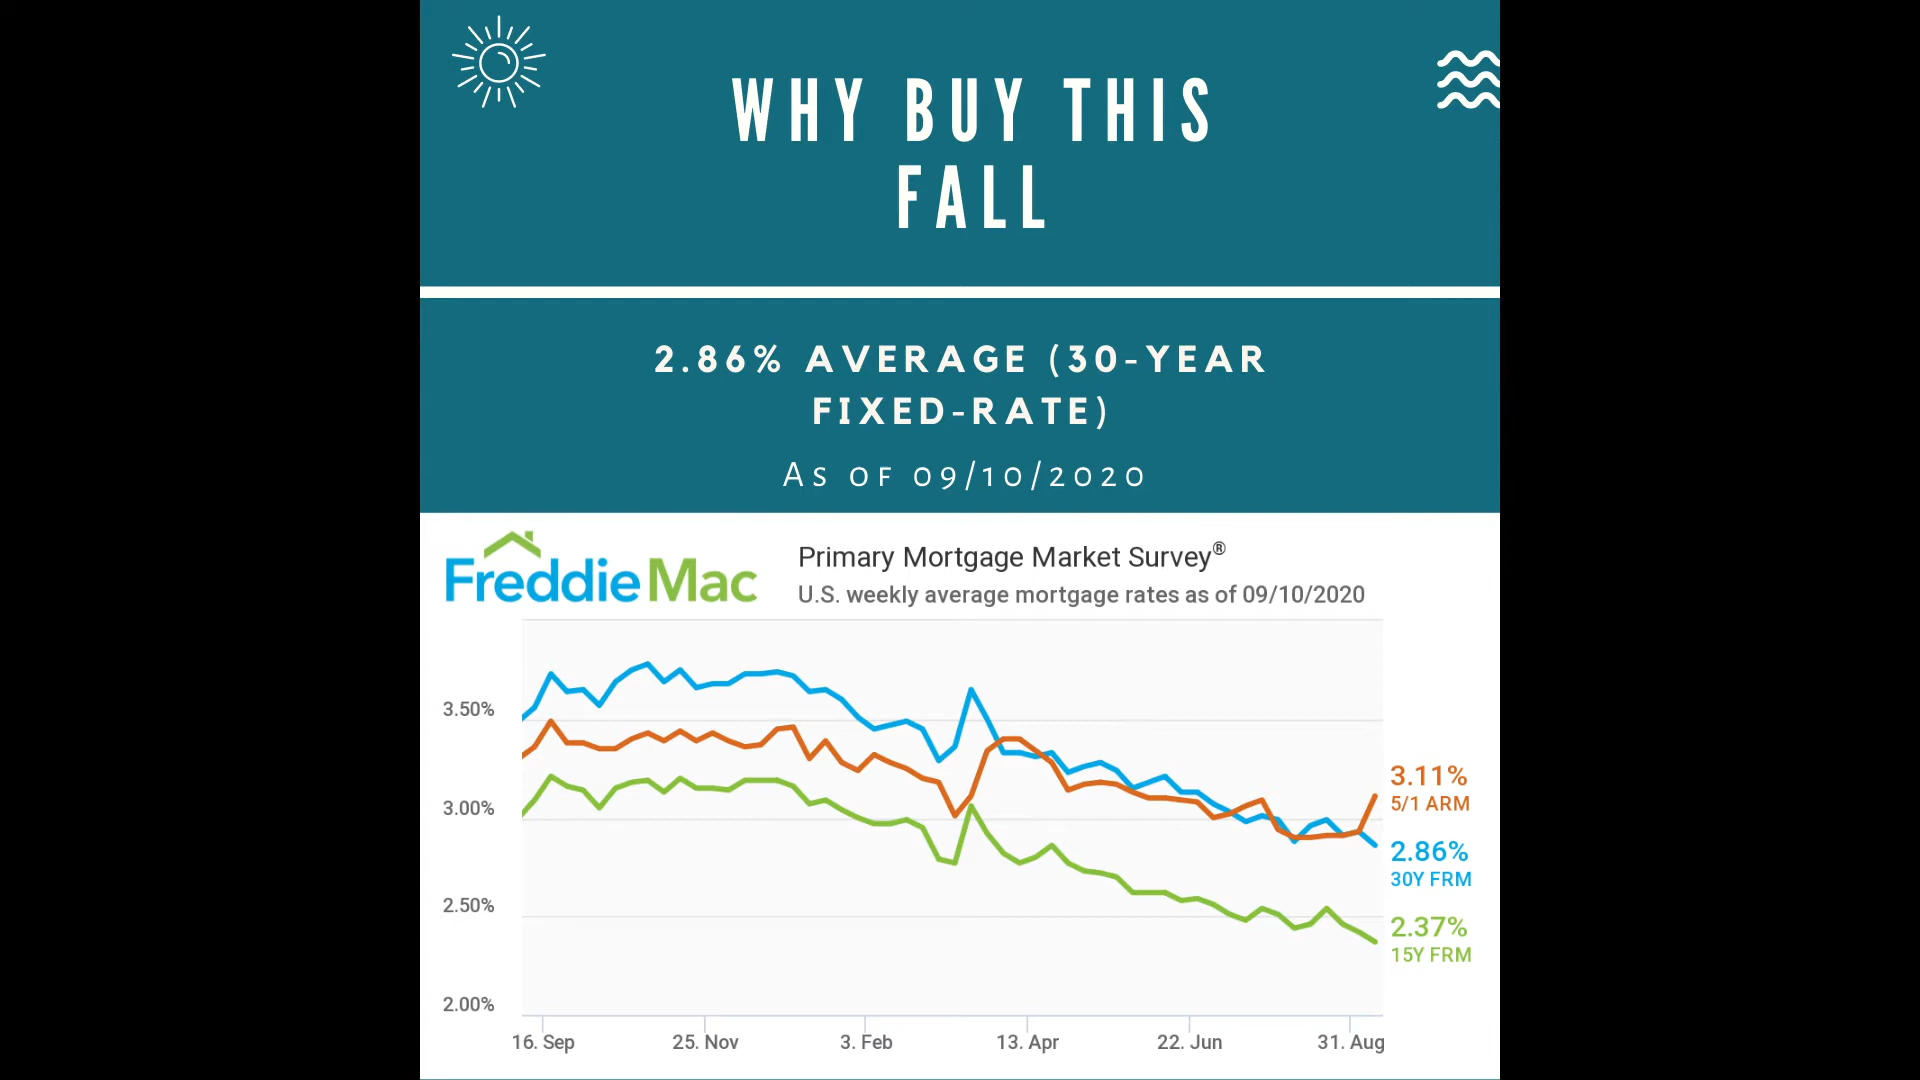 WHY BUY THIS
FALL
2.86% AVERAGE (30-YEAR
FIXED-RATE)
As of 09/10/2020
FreddieMac
Primary Mortgage Market Survey®
U.S. weekly average mortgage rates as of 09/10/2020
3.50%
3.00%
2.50%
2.00%
3.11%
5/1 ARM
2.86%
30Y FRM
2.37%
15Y FRM
16. Sep 25. Nov 3. Feb 13. Apr 22. Jun 31. Aug